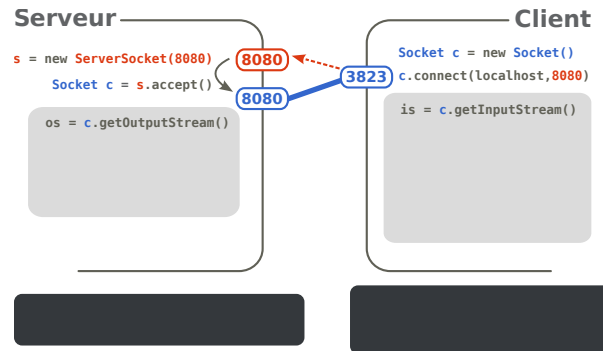 Serveur
s = new ServerSocket(8080)
Socket c = s.accept()
os = c.getOutputStream()
8080
8080
Client
3823
Socket c = new Socket()
c.connect(localhost,8080)
is = c.getInputStream()